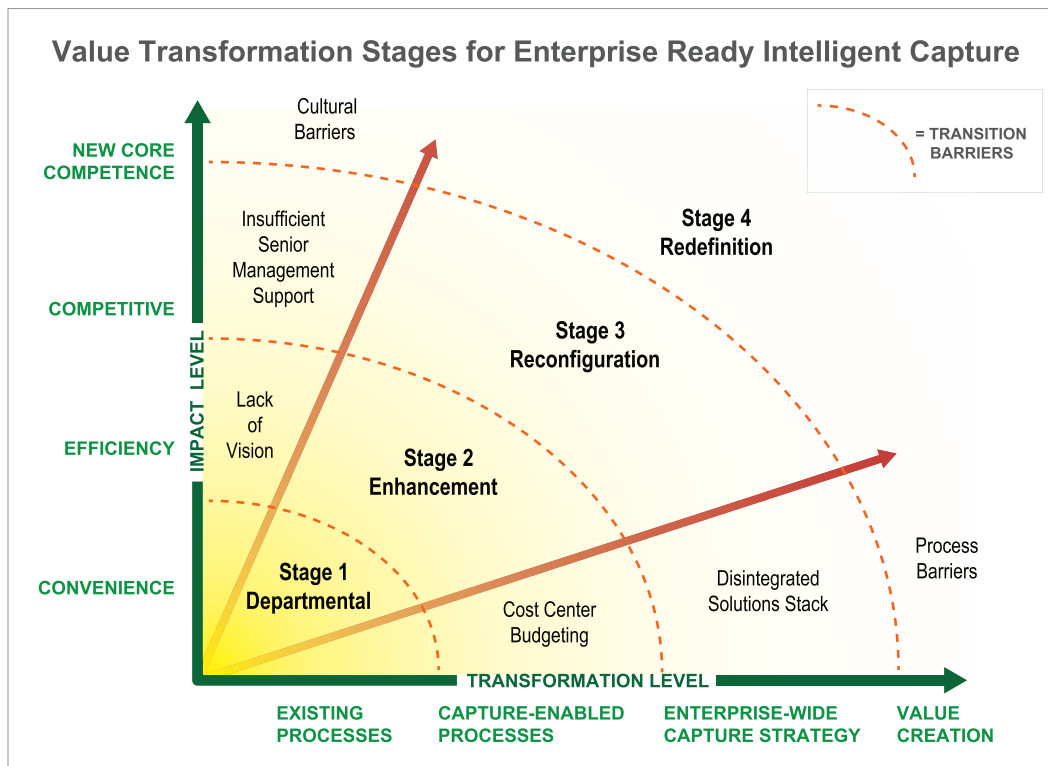 Value Transformation Stages for Enterprise Ready Intelligent Capture
= TRANSITION
BARRIERS
NEW CORE
COMPETENCE
COMPETITIVE
EFFICIENCY
CONVENIENCE
IMPACT LEVEL
Cultural
Barriers
Insufficient
Senior
Management
Support
Lack
of
Vision
Stage 4
Redefinition
Stage 3
Reconfiguration
Stage 2
Enhancement
Stage 1
Departmental
Cost Center
Budgeting
Disintegrated
Solutions Stack
Process
Barriers
TRANSFORMATION LEVEL
EXISTING
PROCESSES
CAPTURE-ENABLED
PROCESSES
ENTERPRISE-WIDE
CAPTURE STRATEGY
VALUE
CREATION